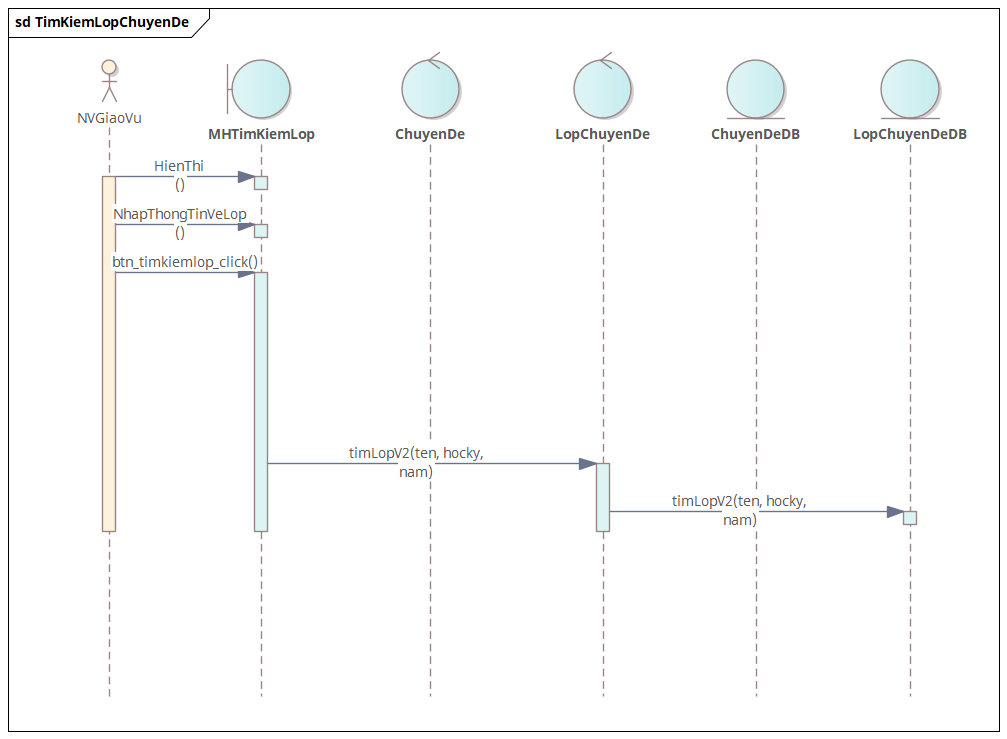 sd TimKiemLopChuyenDe
NVGiaoVu
MHTimKiemLop
ChuyenDe
LopChuyenDe
ChuyenDeDB
LopChuyenDeDB
HienThi
()
NhapThongTinVeLop
()
btn_timkiemlop_click()
timLopV2(ten, hocky,
nam)
timLopV2(ten, hocky,
nam)